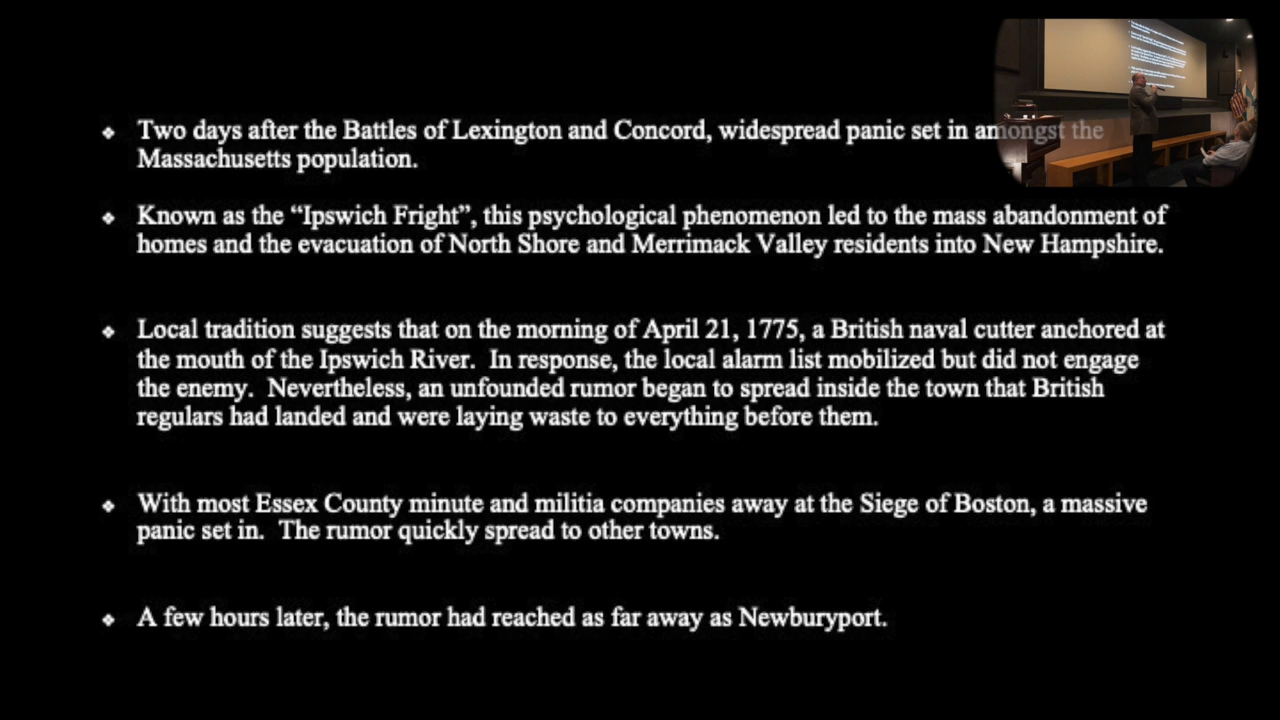 ❖ Two days after the Battles of Lexington and Concord, widespread panic set in amongst the
Massachusetts population.
❖ Known as the “Ipswich Fright”, this psychological phenomenon led to the mass abandonment of
homes and the evacuation of North Shore and Merrimack Valley residents into New Hampshire.
❖ Local tradition suggests that on the morning of April 21, 1775, a British naval cutter anchored at
the mouth of the Ipswich River.  In response, the local alarm list mobilized but did not engage
the enemy.  Nevertheless, an unfounded rumor began to spread inside the town that British
regulars had landed and were laying waste to everything before them.
❖ With most Essex County minute and militia companies away at the Siege of Boston, a massive
panic set in.  The rumor quickly spread to other towns.
❖ A few hours later, the rumor had reached as far away as Newburyport.